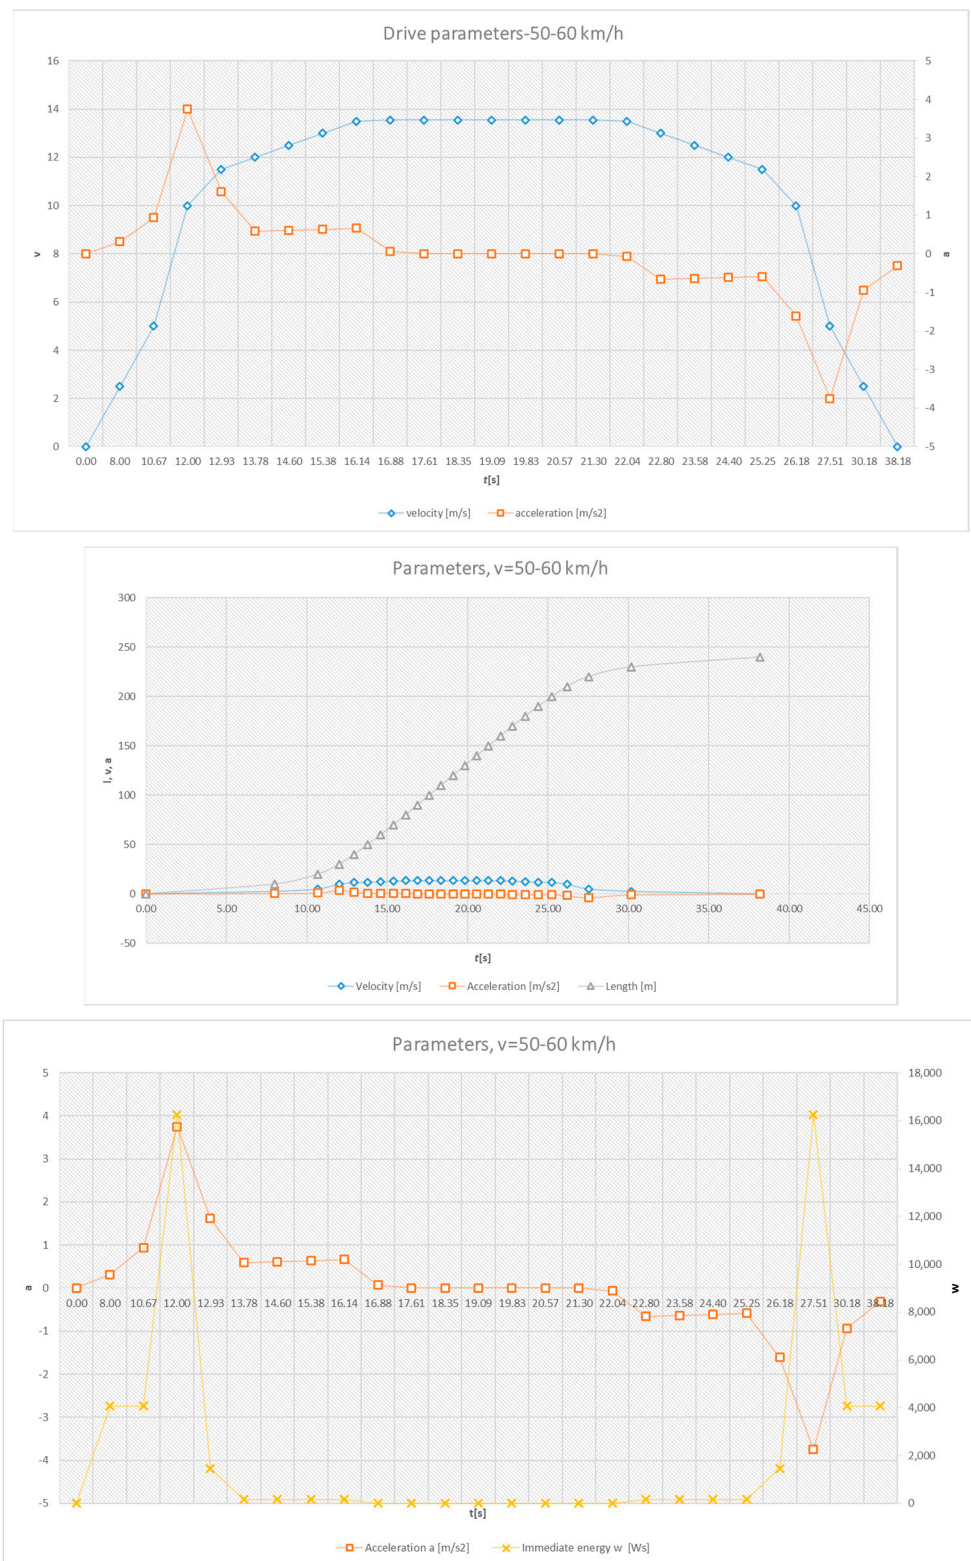 Drive parameters-50-60 km/h
16 5
14 4
12 3
10 2
1
8 0
6 -1
4 -2
-3
2 -4
0 -5
v
a
0.00 8.00 10.67 12.00 12.93 13.78 14.60 15.38 16.14 16.88 17.61 18.35 19.09 19.83 20.57 21.30 22.04 22.80 23.58 24.40 25.25 26.18 27.51 30.18 38.18
t[s]
velocity [m/s] acceleration [m/s2]
Parameters, v=50-60 km/h
300
250
200
150
100
50
0
-50
l, v, a
0.00 5.00 10.00 15.00 20.00 25.00 30.00 35.00 40.00 45.00
t[s]
Velocity [m/s] Acceleration [m/s2] Length [m]
Parameters, v=50-60 km/h
5 18,000
4 16,000
3 14,000
2 12,000
1 10,000
0
-1 8,000
-2 6,000
-3 4,000
-4 2,000
-5 0
a
w
0.00 8.00 10.67 12.00 12.93 13.78 14.60 15.38 16.14 16.88 17.61 18.35 19.09 19.83 20.57 21.30 22.04 22.80 23.58 24.40 25.25 26.18 27.51 30.18 38.18
t[s]
Acceleration a [m/s2] Immediate energy w [Ws]